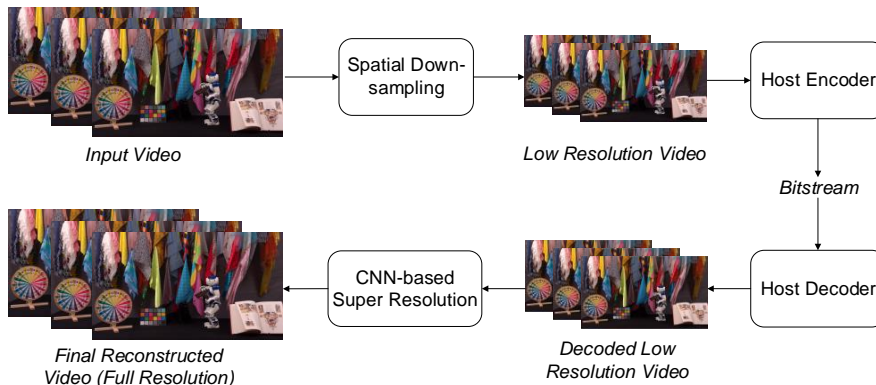 Spatial Down-
sampling
Host Encoder
Input Video
Low Resolution Video
Bitstream
CNN-based
Super Resolution
Host Decoder
Final Reconstructed
Video (Full Resolution)
Decoded Low
Resolution Video